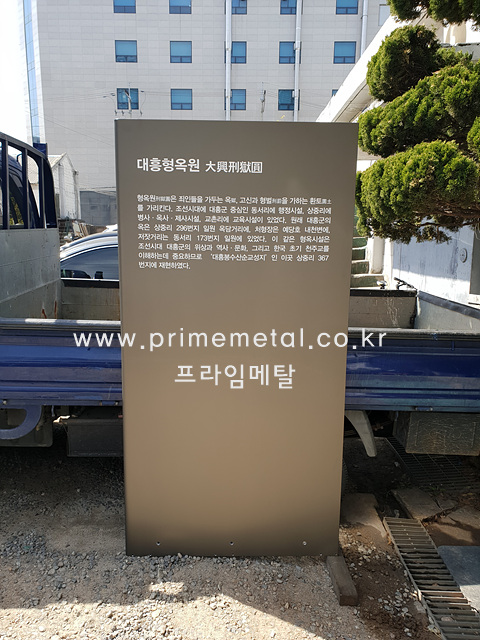 대흥형옥원 大興刑獄圓
형옥원刑獄圓은 죄인들을 가두는 옥獄, 고신과 형벌刑罰을 가하는 환토圜土
를 가리킨다. 조선시대에 대흥군 중심인 동서리에 행정시설, 상중리에
병사·옥사·제사시설, 교촌리에 교육시설이 있었다. 원래 대흥군의
옥은 상중리 296번지 일원 옥담거리에, 처형장은 예당호 내천변에,
저잣거리는 동서리 173번지 일원에 있었다. 이 같은 형옥시설은
조선시대 대흥군의 위상과 역사·문화, 그리고 한국 초기 천주교를
이해하는데 중요하므로 '대흥봉수산순교성지' 인 이곳 상중리 367
번지에 재현하였다.
www.primemetal.co.kr
프라임메탈